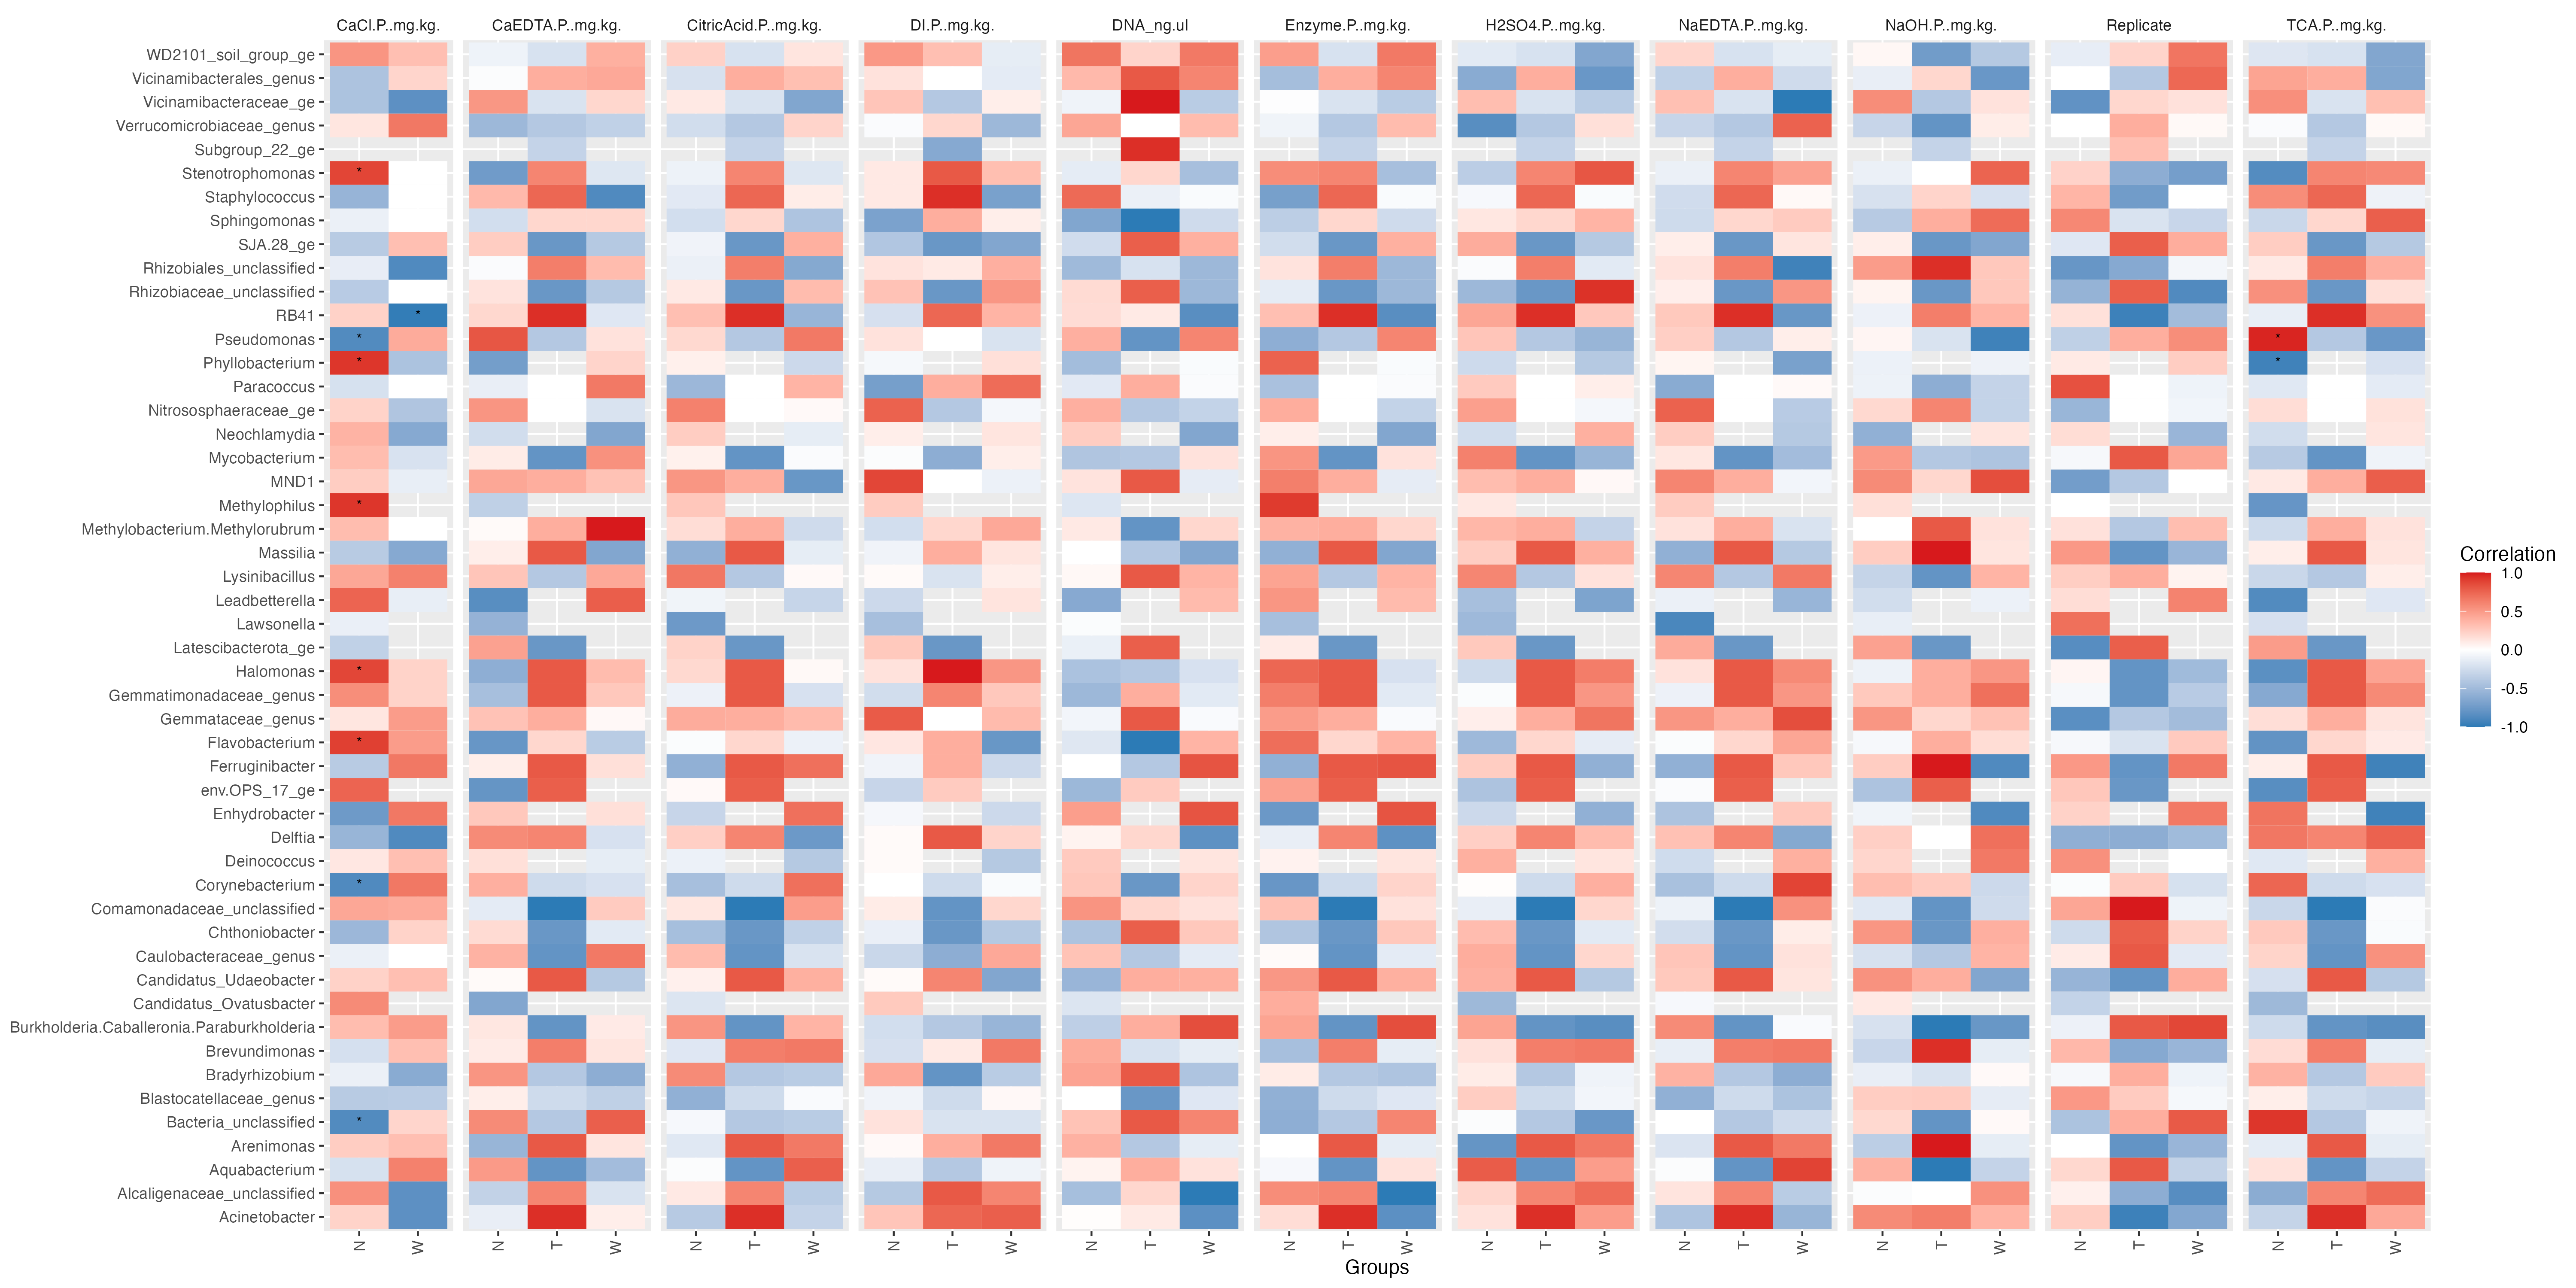 CaCl.P..mg.kg. CaEDTA.P..mg.kg. CitricAcid.P..mg.kg. DI.P..mg.kg. DNA_ng.ul Enzyme.P..mg.kg. H2SO4.P..mg.kg. NaEDTA.P..mg.kg. NaOH.P..mg.kg. Replicate TCA.P..mg.kg.
WD2101_soil_group_ge
Vicinamibacterales_genus
Vicinamibacteraceae_ge
Verrucomicrobiaceae_genus
Subgroup_22_ge
Stenotrophomonas *
Staphylococcus
Sphingomonas
SJA.28_ge
Rhizobiales_unclassified
Rhizobiaceae_unclassified
RB41 *
Pseudomonas * *
Phyllobacterium * *
Paracoccus
Nitrososphaeraceae_ge
Neochlamydia
Mycobacterium
MND1
Methylophilus *
Methylobacterium.Methylorubrum
Massilia
Lysinibacillus
Leadbetterella
Lawsonella
Latescibacterota_ge
Halomonas *
Gemmatimonadaceae_genus
Gemmataceae_genus
Flavobacterium *
Ferruginibacter
env.OPS_17_ge
Enhydrobacter
Delftia
Deinococcus
Corynebacterium *
Comamonadaceae_unclassified
Chthoniobacter
Caulobacteraceae_genus
Candidatus_Udaeobacter
Candidatus_Ovatusbacter
Burkholderia.Caballeronia.Paraburkholderia
Brevundimonas
Bradyrhizobium
Blastocatellaceae_genus
Bacteria_unclassified *
Arenimonas
Aquabacterium
Alcaligenaceae_unclassified
Acinetobacter
N W N T W N T W N T W N T W N T W N T W N T W N T W N T W N T W
Groups
Correlation
1.0
0.5
0.0
-0.5
-1.0